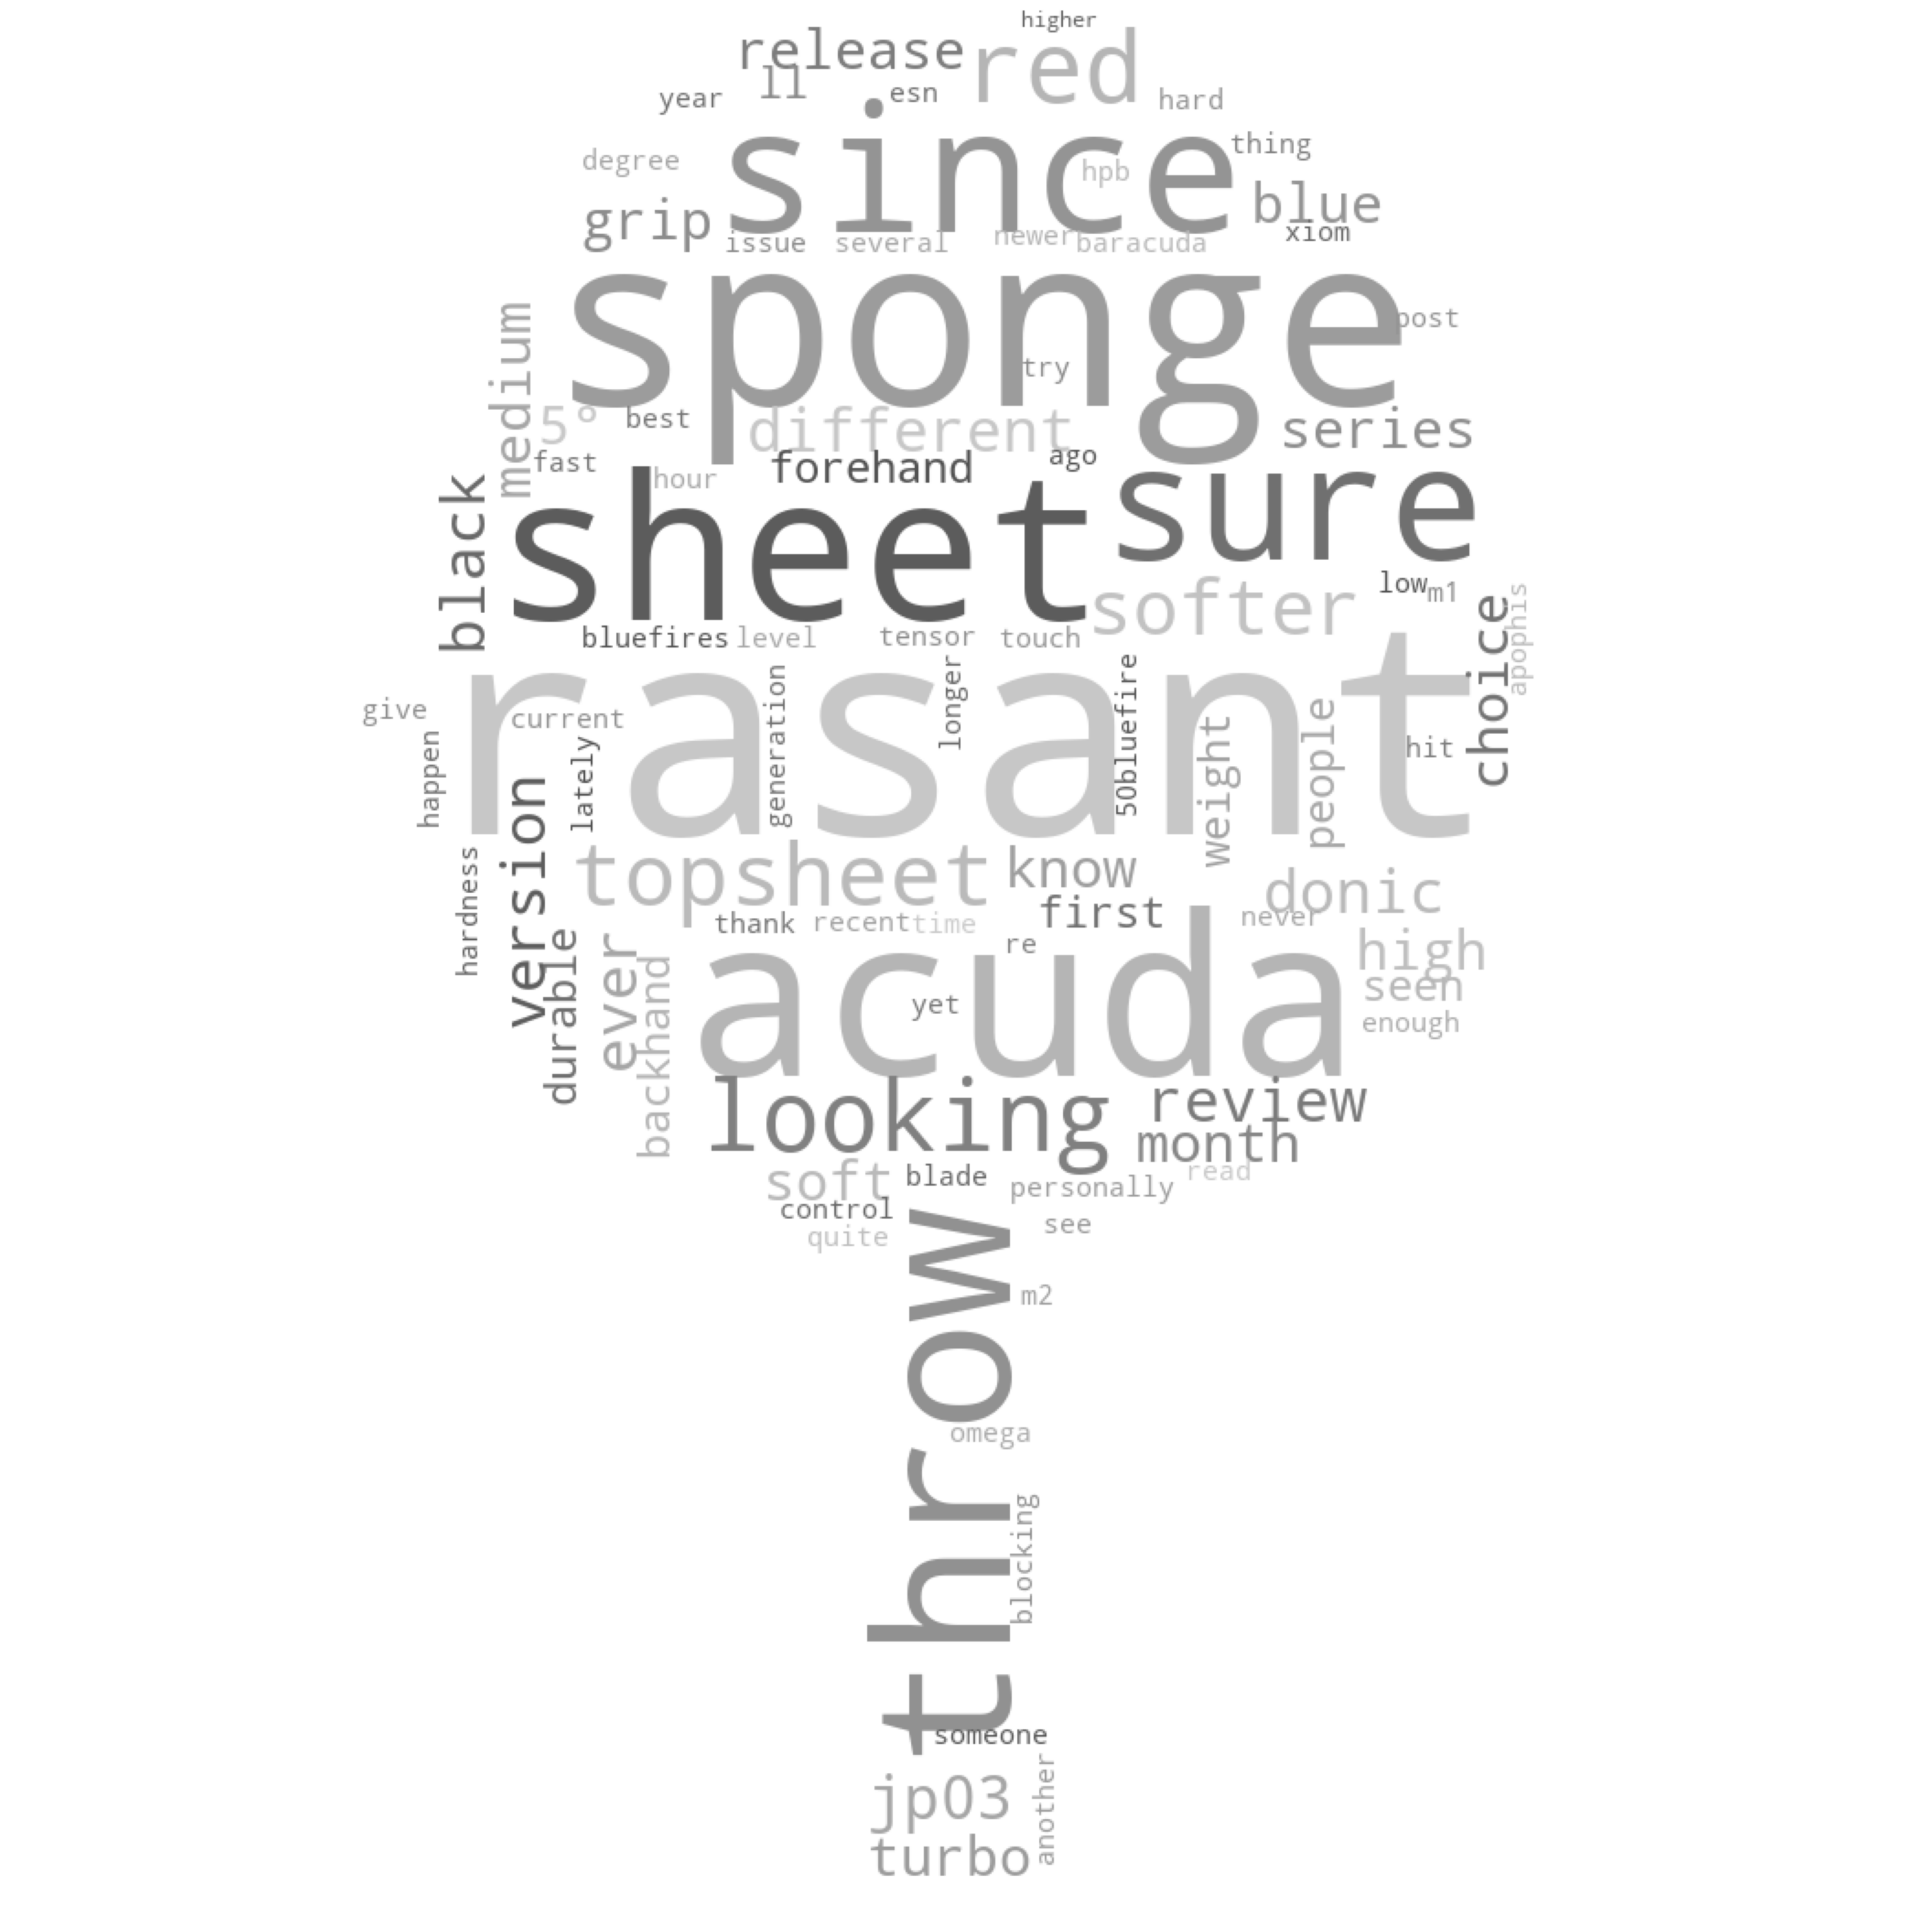 higher
release red
year ll esn hard
since thing
degree hpb
grip blue
issue several newer baracuda xiom
sponge
medium post
try
5° best different series
fast forehand ago
black hour sheet sure
softer low m1
choice apophis
bluefires level tensor touch
rasant
give current generation longer 50bluefire weight people hit
happen lately
version
hardness topsheet know donic
thank recent time first never
durable ever backhand re high
acuda seen
yet enough
looking review
month
soft blade personally read
control see
quite
throw
m2
omega
blocking
someone
jp03 another
turbo